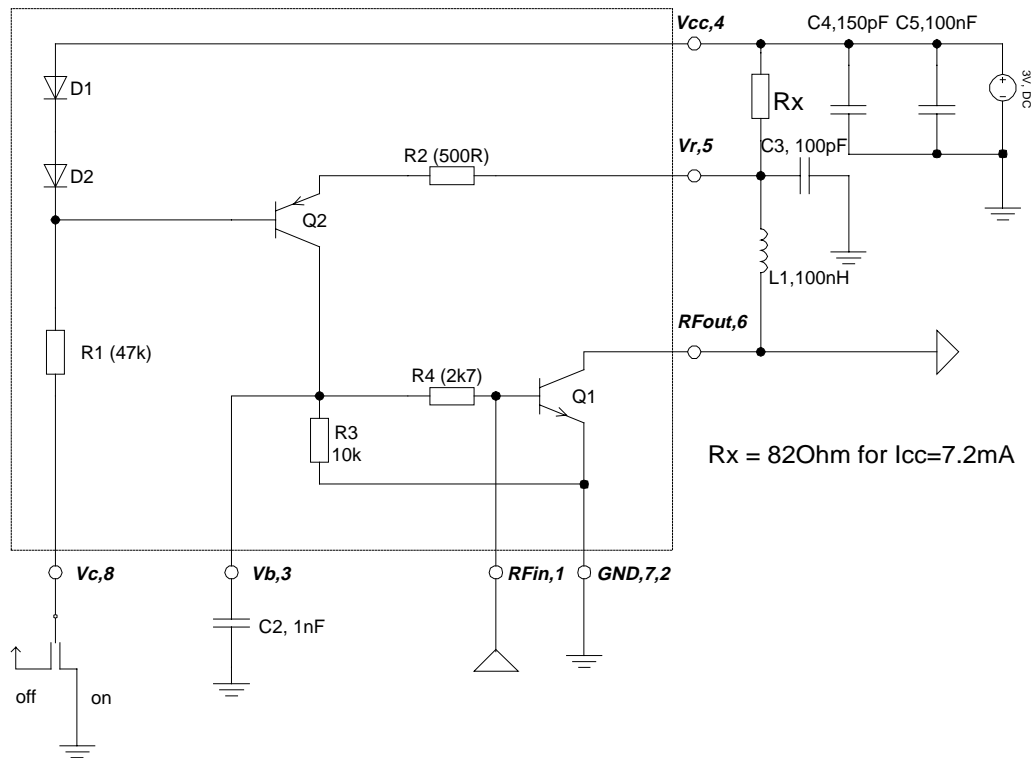 Vcc,4
C4,150pF
C5,100nF
3V, DC
D1
Rx
R2 (500R)
Vr,5
C3, 100pF
D2
Q2
L1,100nH
RFout,6
R1 (47k)
R4 (2k7)
Q1
R3
10k
Rx = 82Ohm for Icc=7.2mA
Vc,8
Vb,3
RFin,1
GND,7,2
C2, 1nF
off
on